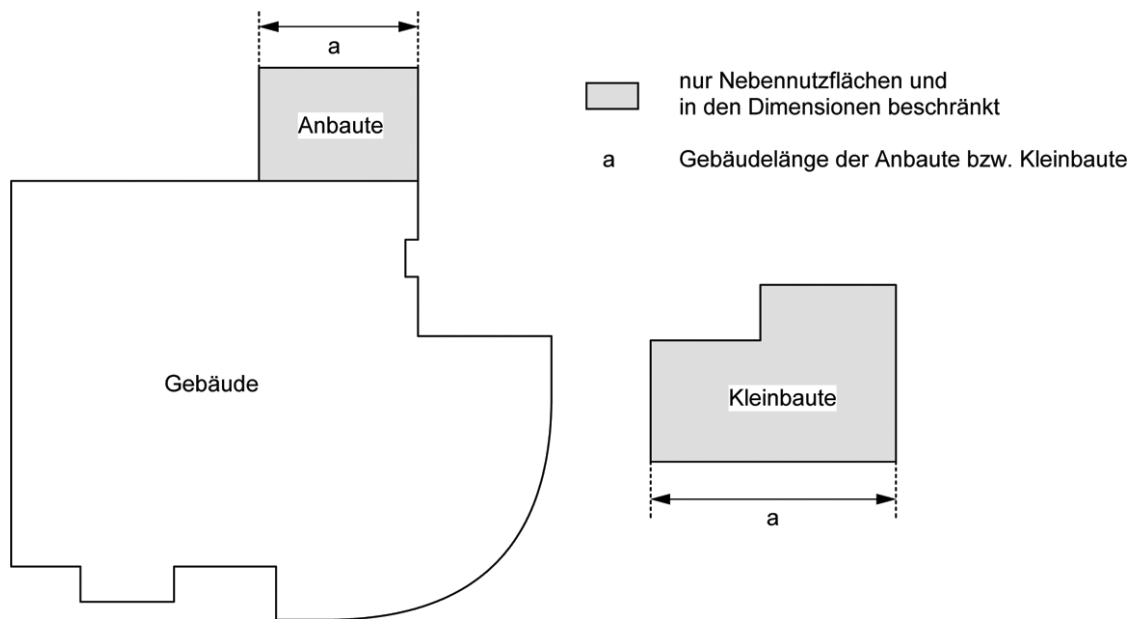 a
Anbaute
nur Nebennutzflächen und
in den Dimensionen beschränkt
a Gebäudelänge der Anbaute bzw. Kleinbaute
Gebäude
Kleinbaute
a